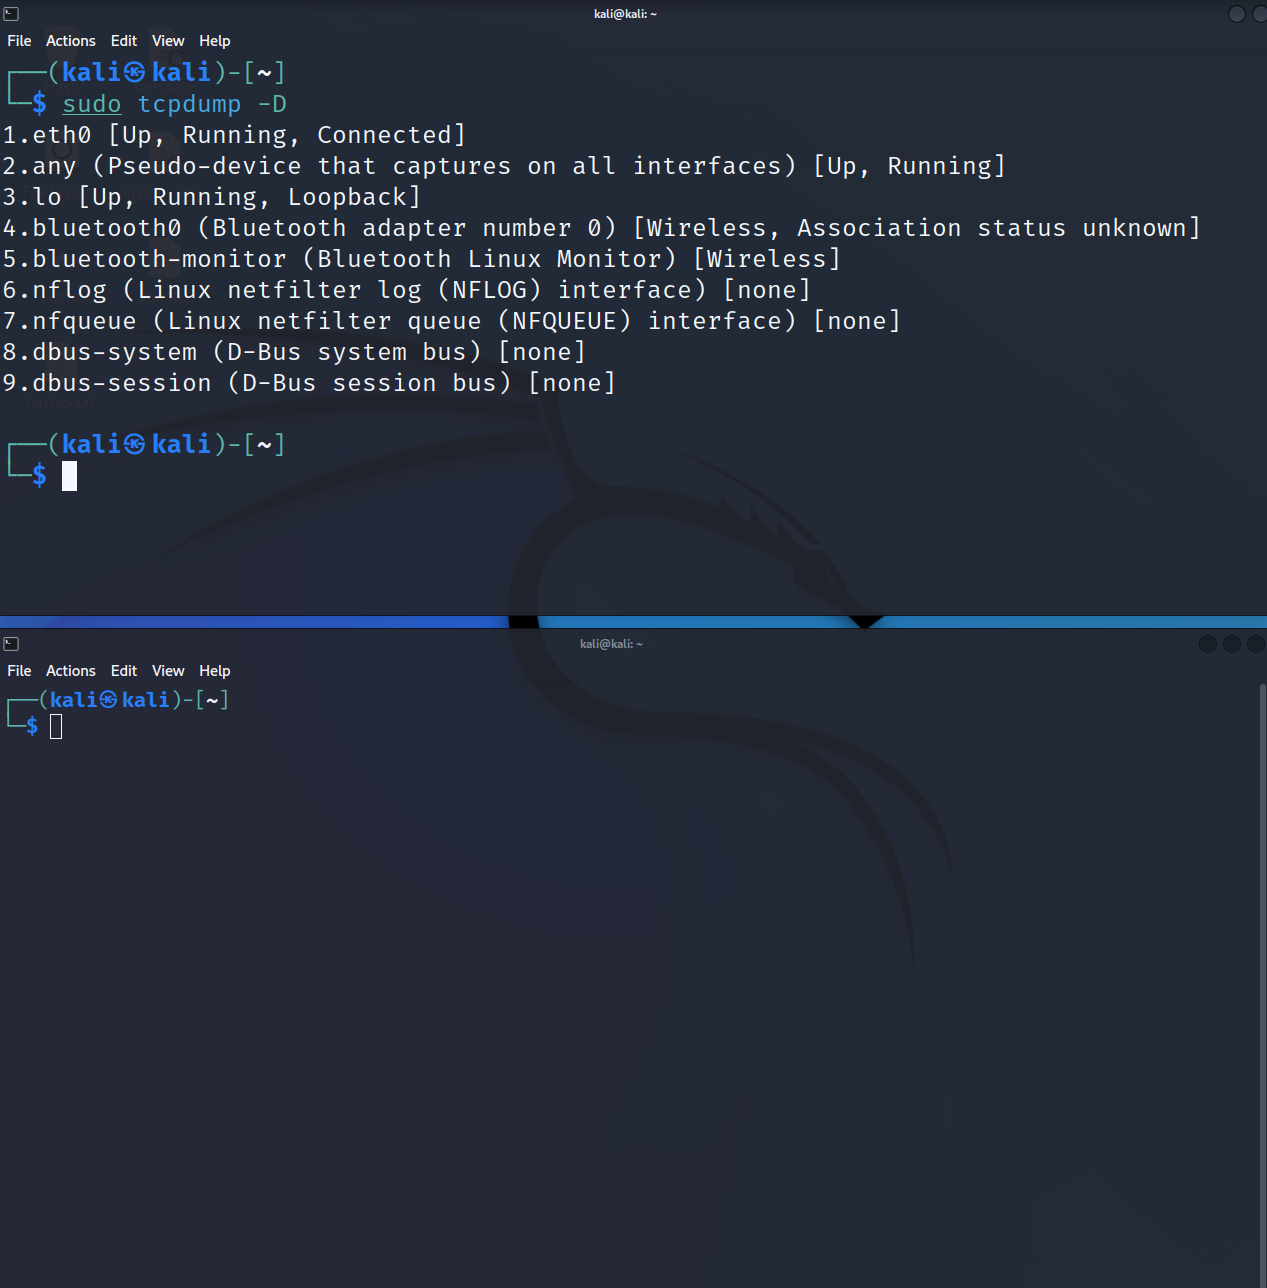 kali@kali: ~
File Actions Edit View Help
┌──(kali㉿kali)-[~]
└─$ sudo tcpdump -D
1.eth0 [Up, Running, Connected]
2.any (Pseudo-device that captures on all interfaces) [Up, Running]
3.lo [Up, Running, Loopback]
4.bluetooth0 (Bluetooth adapter number 0) [Wireless, Association status unknown]
5.bluetooth-monitor (Bluetooth Linux Monitor) [Wireless]
6.nflog (Linux netfilter log (NFLOG) interface) [none]
7.nfqueue (Linux netfilter queue (NFQUEUE) interface) [none]
8.dbus-system (D-Bus system bus) [none]
9.dbus-session (D-Bus session bus) [none]
hashes.txt
┌──(kali㉿kali)-[~]
└─$
kali@kali: ~
File Actions Edit View Help
┌──(kali㉿kali)-[~]
└─$